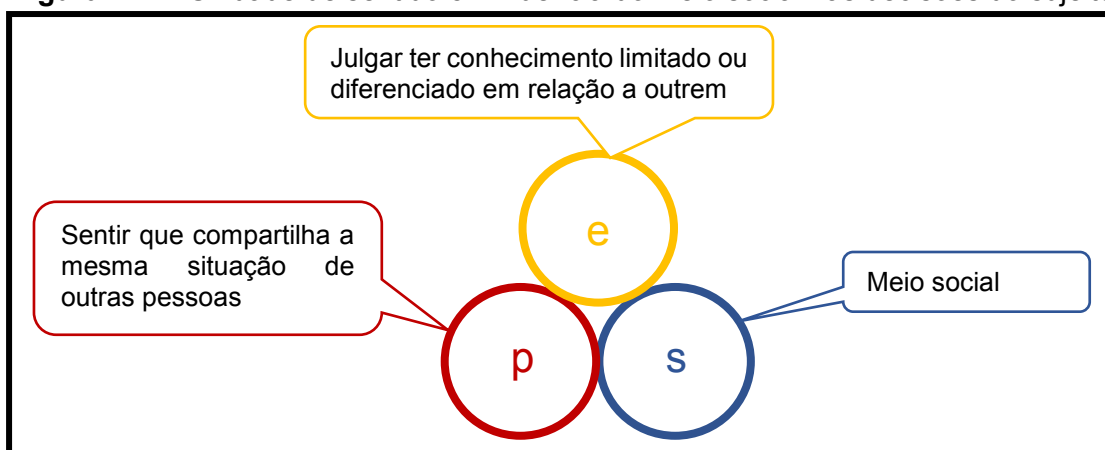 Julgar ter conhecimento limitado ou
diferenciado em relação a outrem
e
Sentir que compartilha a
mesma situação de
outras pessoas
Meio social
p
s